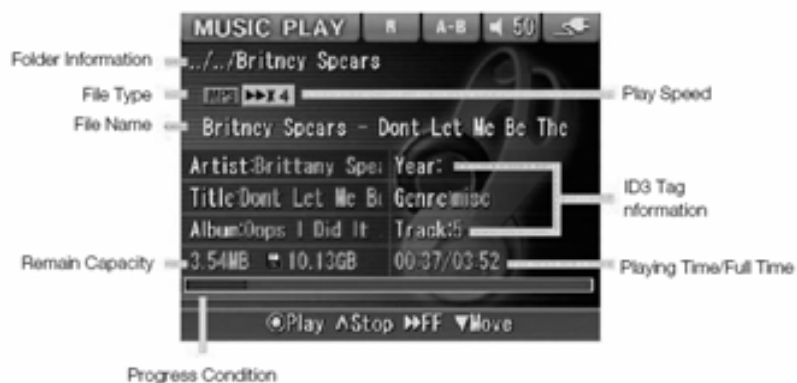 MUSIC PLAY R A-B 50
Folder Information ../../Britney Spears
File Type MP3 X4 Play Speed
File Name Britney Spears - Dont Let Me Be The
Artist:Brittany Spe Year:
Title:Dont Let Me B Genre:misc
ID3 Tag
nformation
Album:Oops I Did It Track:5
Remain Capacity 3.54MB 10.13GB 00:37/03:52 Playing Time/Full Time
Play Stop FF Move
Progress Condition